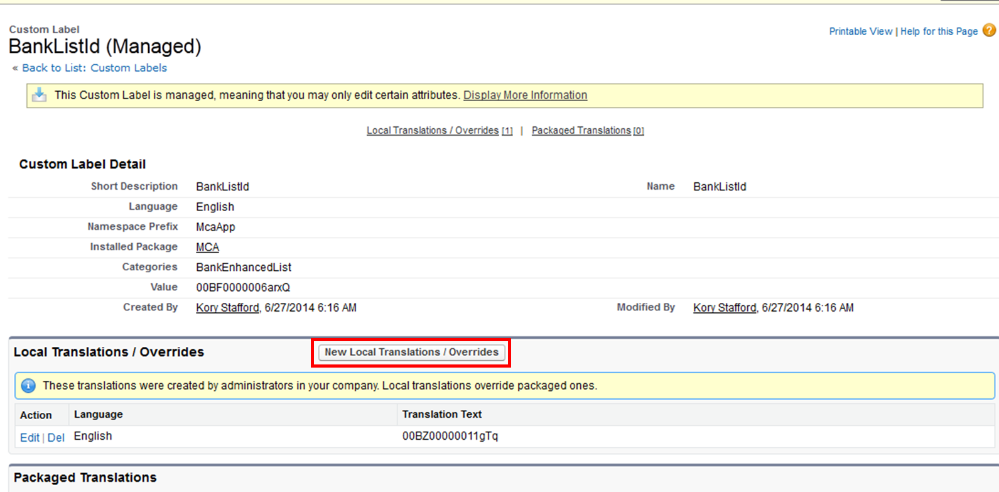 Custom Label
BankListId (Managed)
Printable View | Help for this Page ?
« Back to List: Custom Labels
This Custom Label is managed, meaning that you may only edit certain attributes. Display More Information
Local Translations / Overrides [1] | Packaged Translations [0]
Custom Label Detail
Short Description BankListId Name BankListId
Language English
Namespace Prefix McaApp
Installed Package MCA
Categories BankEnhancedList
Value 00BF0000006arxQ
Created By Kory Stafford, 6/27/2014 6:16 AM Modified By Kory Stafford, 6/27/2014 6:16 AM
Local Translations / Overrides New Local Translations / Overrides
These translations were created by administrators in your company. Local translations override packaged ones.
Action Language Translation Text
Edit | Del English 00BZ00000011gTq
Packaged Translations